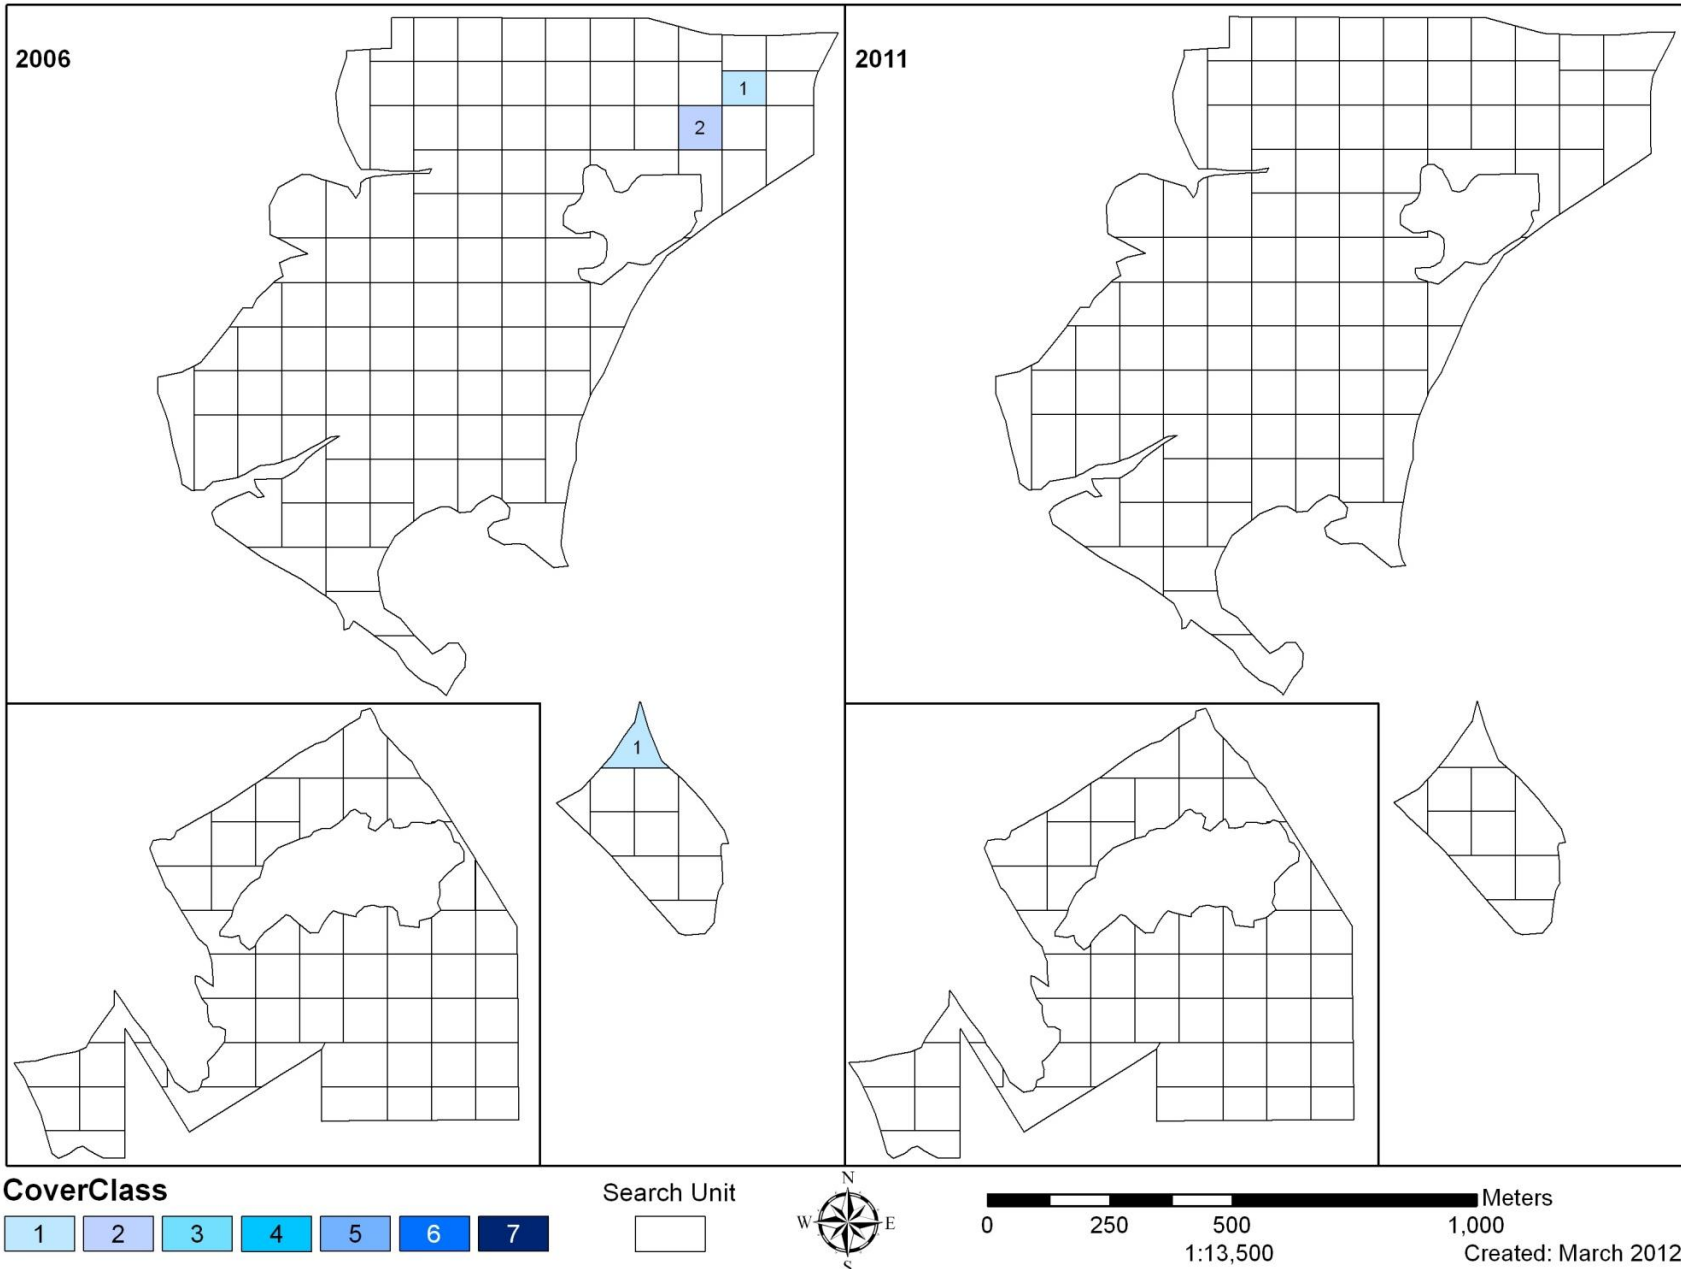 2006
2011
1
2
1
CoverClass
1 2 3 4 5 6 7
Search Unit
N
W E
S
Meters
0 250 500 1,000
1:13,500
Created: March 2012